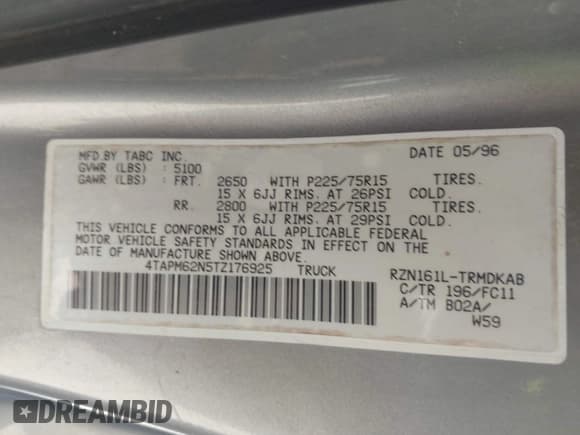 MFD.BY TABC INC. DATE 05/96
GVWR (LBS) : 5100
GAWR (LBS) : FRT. 2650 WITH P225/75R15 TIRES.
15 X 6JJ RIMS. AT 26PSI COLD.
RR. 2800 WITH P225/75R15 TIRES.
15 X 6JJ RIMS. AT 29PSI COLD.
THIS VEHICLE CONFORMS TO ALL APPLICABLE FEDERAL
MOTOR VEHICLE SAFETY STANDARDS IN EFFECT ON THE
DATE OF MANUFACTURE SHOWN ABOVE.
4TAPM62N5TZ176925 TRUCK RZN161L-TRMDKAB
C/TR 196/FC11
A/TM B02A/
W59
DREAMBID